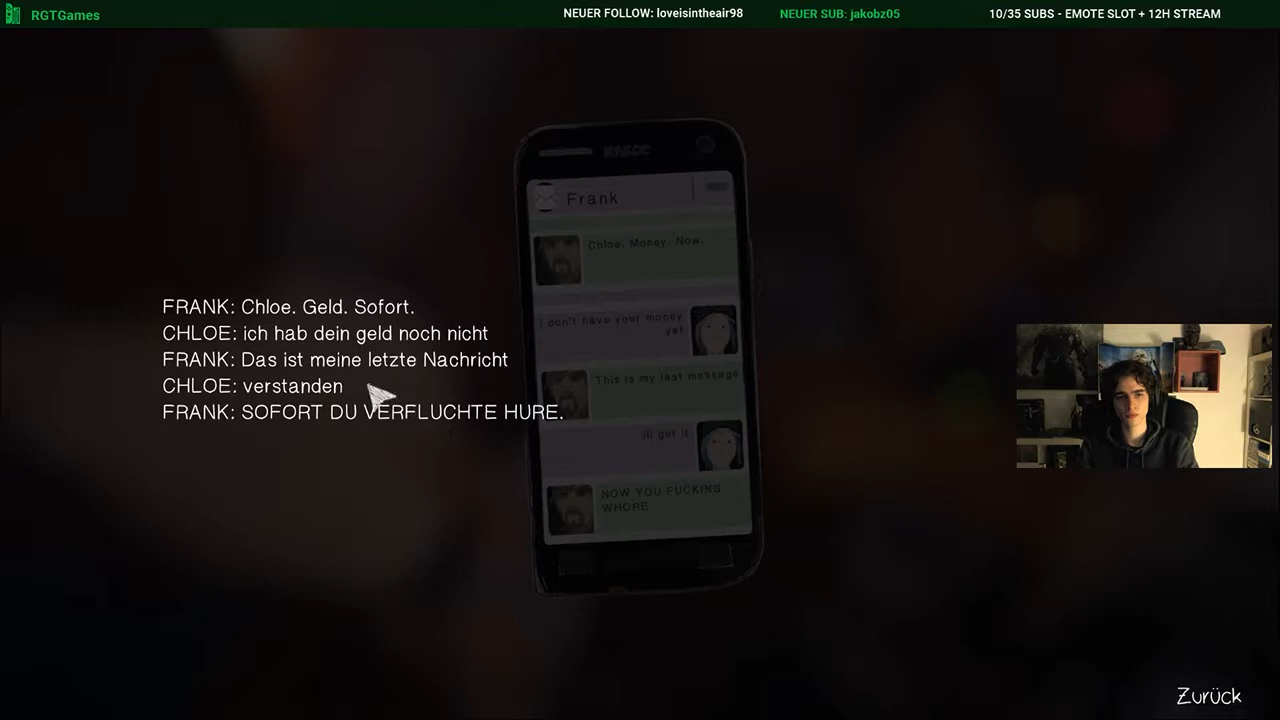 RGTGames
NEUER FOLLOW: loveisintheair98
NEUER SUB: jakobz05
10/35 SUBS - EMOTE SLOT + 12H STREAM
Frank
Chloe. Money. Now.
I don't have your money
yet
This is my last message
ill get it
NOW YOU FUCKING
WHORE
FRANK: Chloe. Geld. Sofort.
CHLOE: ich hab dein geld noch nicht
FRANK: Das ist meine letzte Nachricht
CHLOE: verstanden
FRANK: SOFORT DU VERFLUCHTE HURE.
Zurück